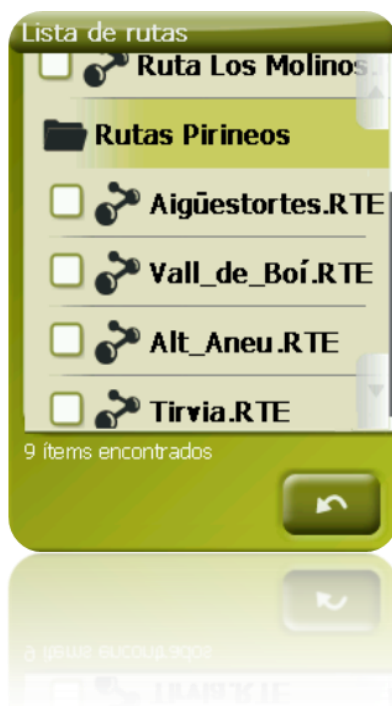 Lista de rutas
Ruta Los Molinos.
Rutas Pirineos
Aigüestortes.RTE
Vall_de_Boí.RTE
Alt_Aneu.RTE
Tirvia.RTE
9 ítems encontrados